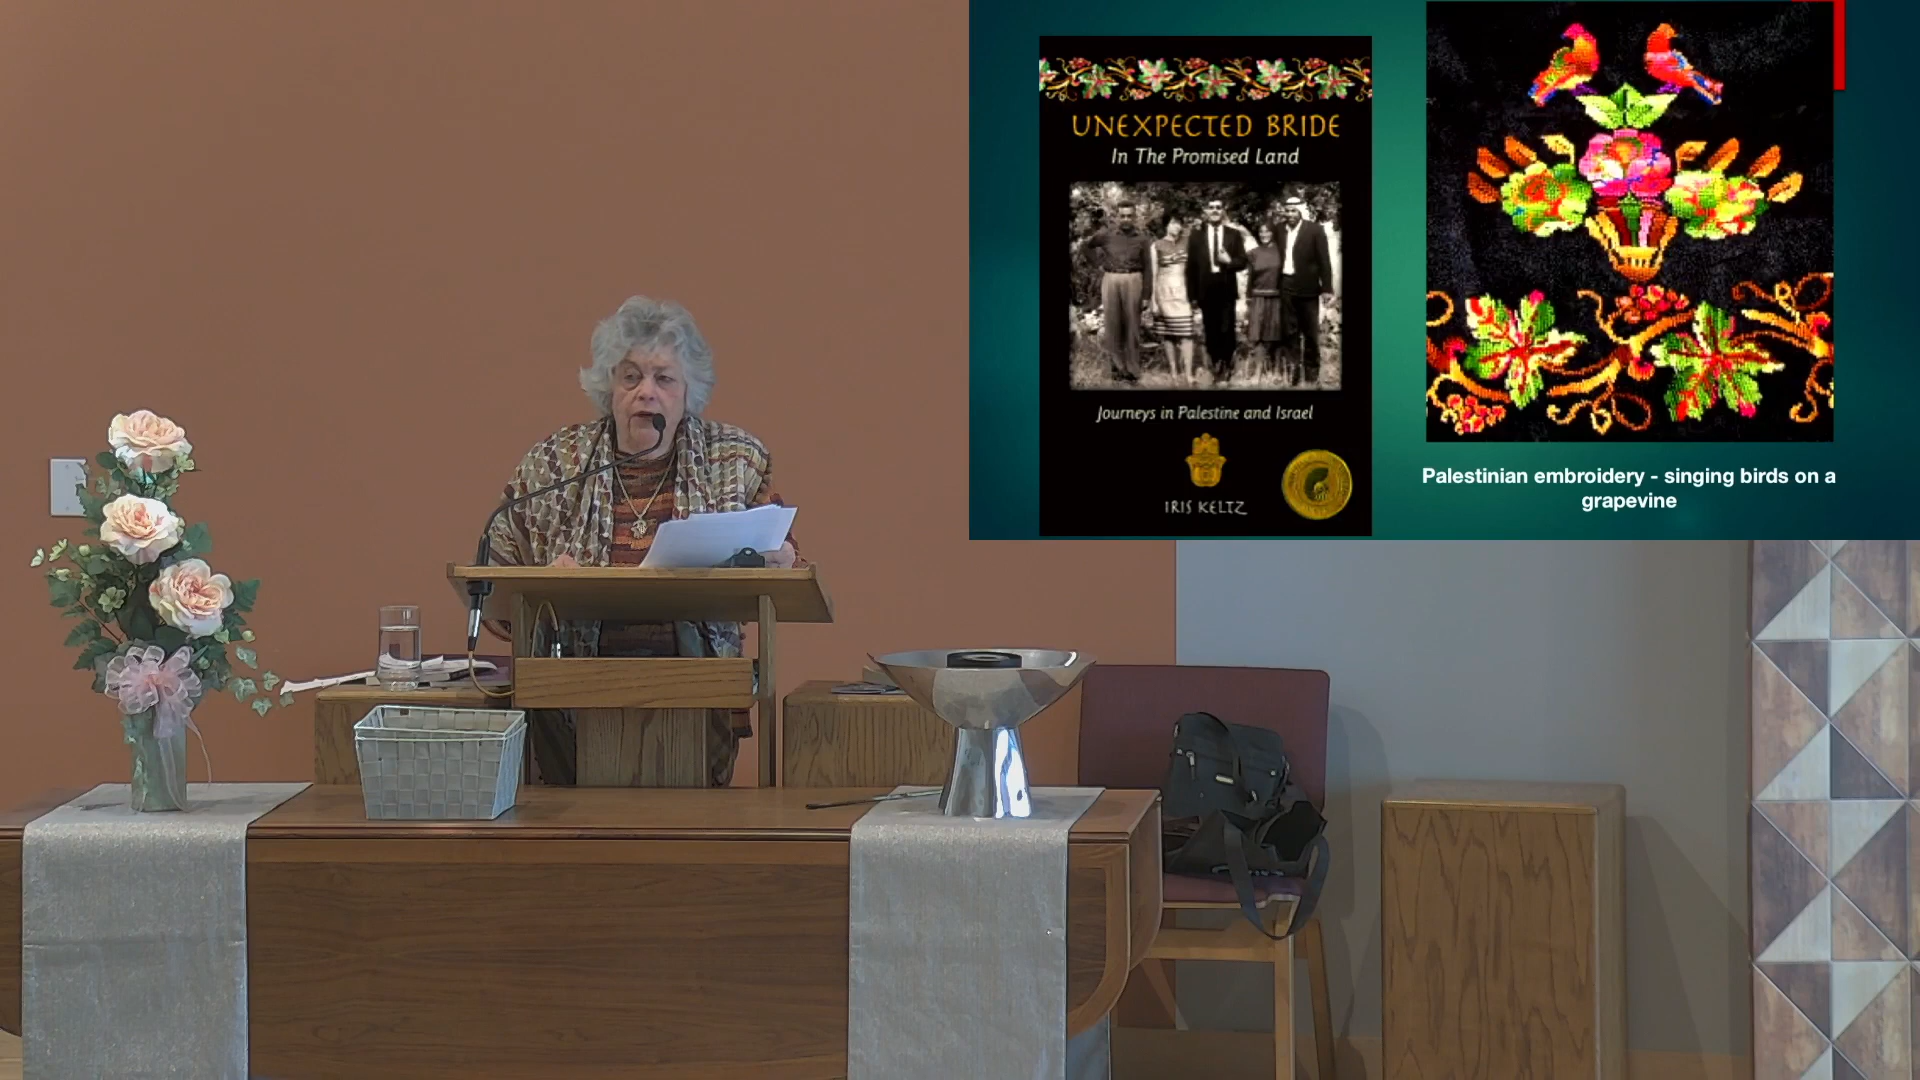 UNEXPECTED BRIDE
In The Promised Land
Journeys in Palestine and Israel
IRIS KELTZ
Palestinian embroidery - singing birds on a
grapevine